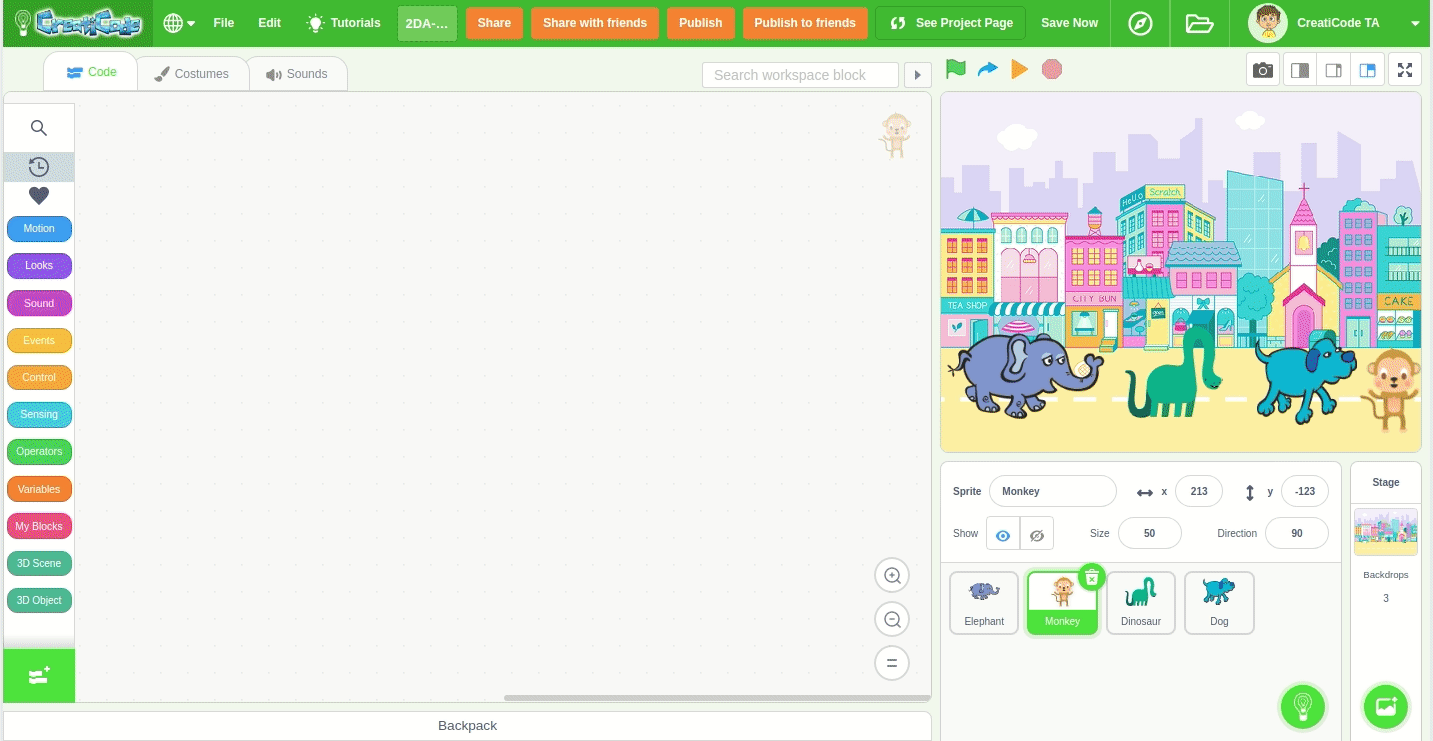 CreatiCode
File
Edit
Tutorials
2DA-...
Share
Share with friends
Publish
Publish to friends
See Project Page
Save Now
CreatiCode TA
Code
Costumes
Sounds
Search workspace block
Motion
Looks
Sound
Events
Control
Sensing
Operators
Variables
My Blocks
3D Scene
3D Object
Backpack
HeLLO
Scratch
TEA SHOP
CITY BUN
CAKE
Sprite
Monkey
x
213
y
-123
Show
Size
50
Direction
90
Elephant
Monkey
Dinosaur
Dog
Stage
Backdrops
3